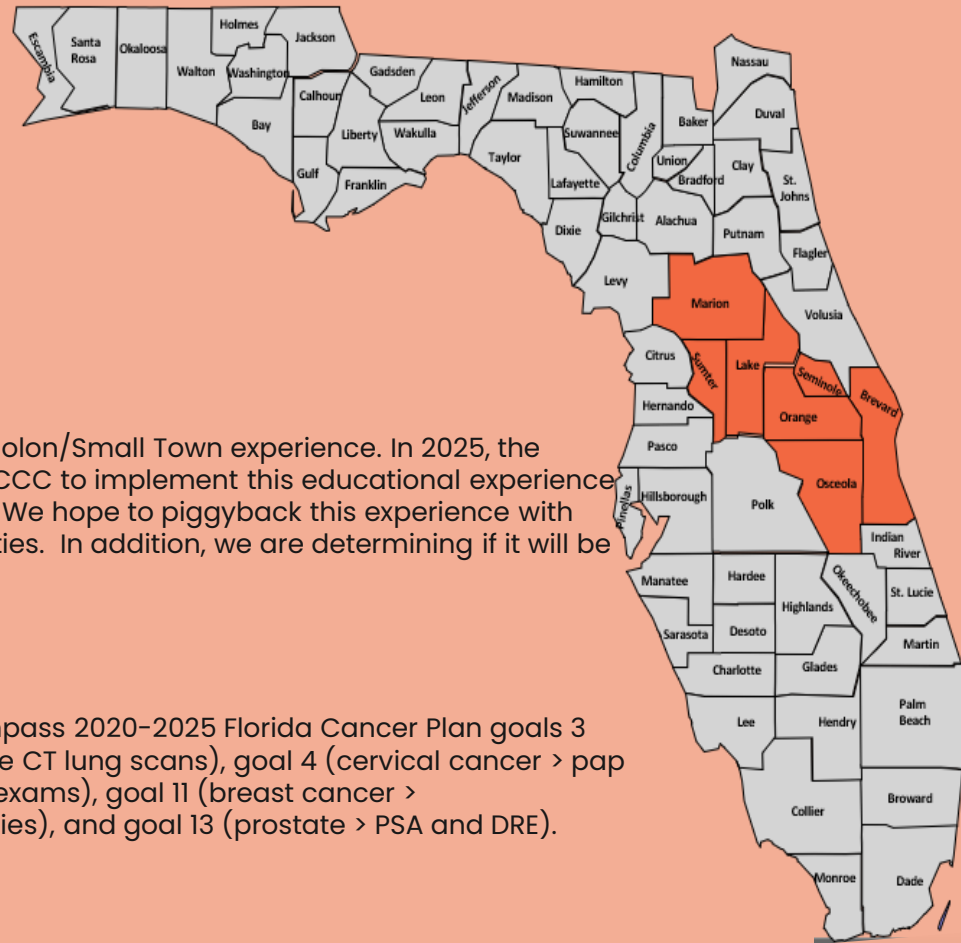 Escambia
Santa
Rosa
Okaloosa
Walton
Holmes
Washington
Jackson
Bay
Calhoun
Gulf
Gadsden
Liberty
Franklin
Leon
Wakulla
Jefferson
Madison
Taylor
Hamilton
Suwannee
Lafayette
Dixie
Columbia
Gilchrist
Baker
Union
Bradford
Alachua
Levy
Nassau
Duval
Clay
St.
Johns
Putnam
Flagler
Marion
Volusia
Citrus
Sumter
Lake
Seminole
Brevard
Hernando
Orange
Pasco
Osceola
Pinellas
Hillsborough
Polk
Indian
River
Manatee
Hardee
Highlands
Okeechobee
St. Lucie
Sarasota
Desoto
Martin
Charlotte
Glades
Lee
Hendry
Palm
Beach
Collier
Broward
Monroe
Dade
olon/Small Town experience. In 2025, the
CCC to implement this educational experience
We hope to piggyback this experience with
ties. In addition, we are determining if it will be
npass 2020-2025 Florida Cancer Plan goals 3
e CT lung scans), goal 4 (cervical cancer > pap
exams), goal 11 (breast cancer >
ies), and goal 13 (prostate > PSA and DRE).